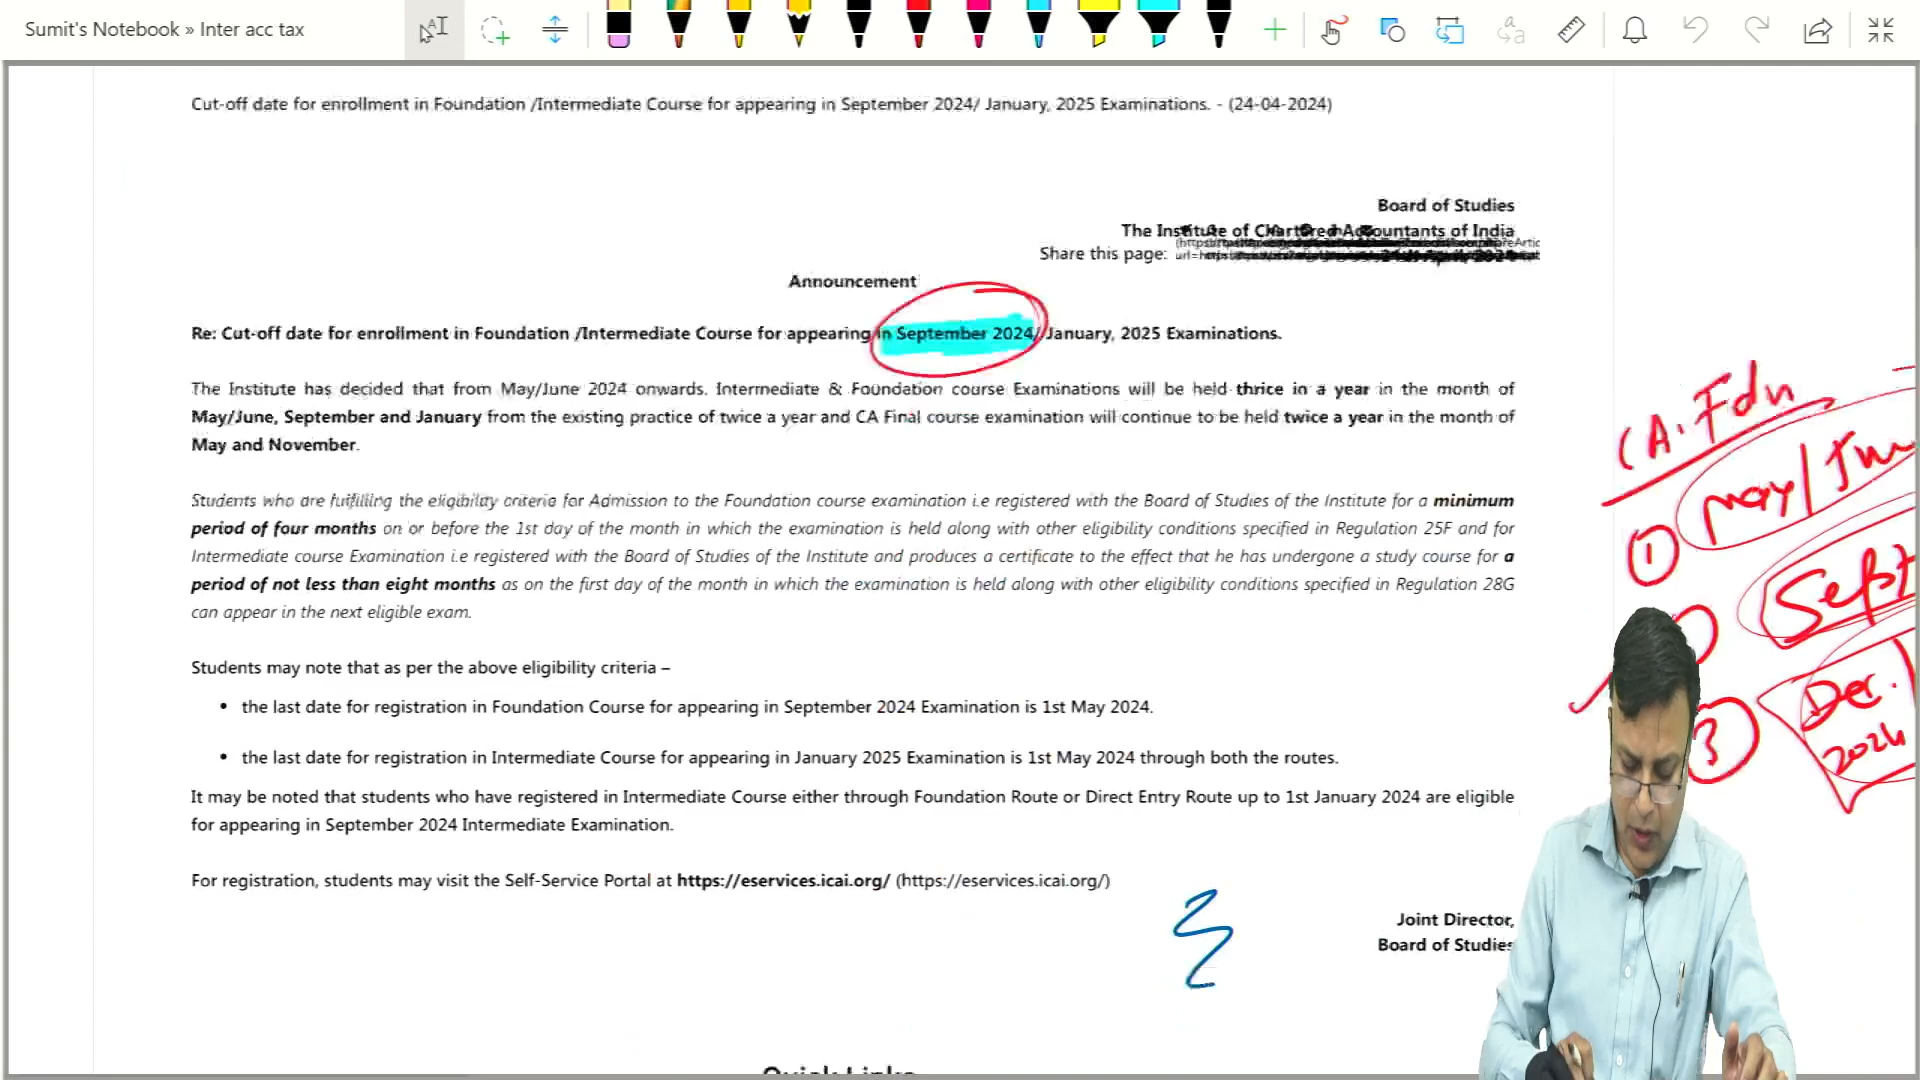 Sumit's Notebook » Inter acc tax
Cut-off date for enrollment in Foundation /Intermediate Course for appearing in September 2024/ January, 2025 Examinations. - (24-04-2024)
Board of Studies
The Institute of Chartered Accountants of India
Share this page:
Announcement
Re: Cut-off date for enrollment in Foundation /Intermediate Course for appearing in September 2024/ January, 2025 Examinations.
The Institute has decided that from May/June 2024 onwards. Intermediate & Foundation course Examinations will be held thrice in a year in the month of
May/June, September and January from the existing practice of twice a year and CA Final course examination will continue to be held twice a year in the month of
May and November.
Students who are fulfilling the eligibility criteria for Admission to the Foundation course examination i.e registered with the Board of Studies of the Institute for a minimum
period of four months on or before the 1st day of the month in which the examination is held along with other eligibility conditions specified in Regulation 25F and for
Intermediate course Examination i.e registered with the Board of Studies of the Institute and produces a certificate to the effect that he has undergone a study course for a
period of not less than eight months as on the first day of the month in which the examination is held along with other eligibility conditions specified in Regulation 28G
can appear in the next eligible exam.
Students may note that as per the above eligibility criteria –
• the last date for registration in Foundation Course for appearing in September 2024 Examination is 1st May 2024.
• the last date for registration in Intermediate Course for appearing in January 2025 Examination is 1st May 2024 through both the routes.
It may be noted that students who have registered in Intermediate Course either through Foundation Route or Direct Entry Route up to 1st January 2024 are eligible
for appearing in September 2024 Intermediate Examination.
For registration, students may visit the Self-Service Portal at https://eservices.icai.org/ (https://eservices.icai.org/)
Joint Director,
Board of Studies
CA. Fdn
1 May/Jun
Sept
3 Dec.
2024